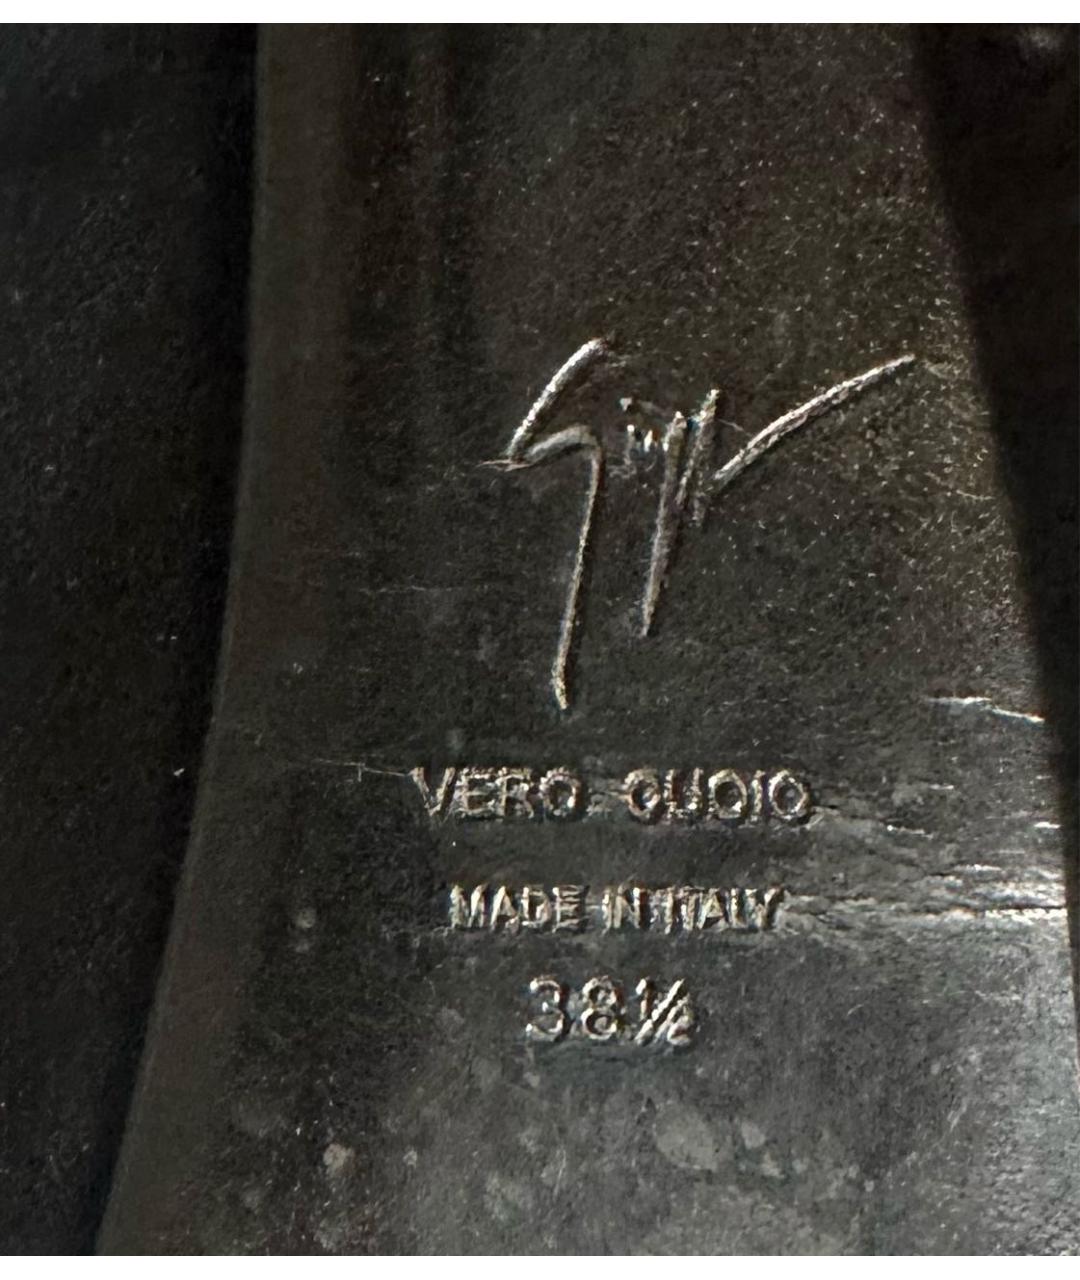 VERO CUOIO
MADE IN ITALY
38½